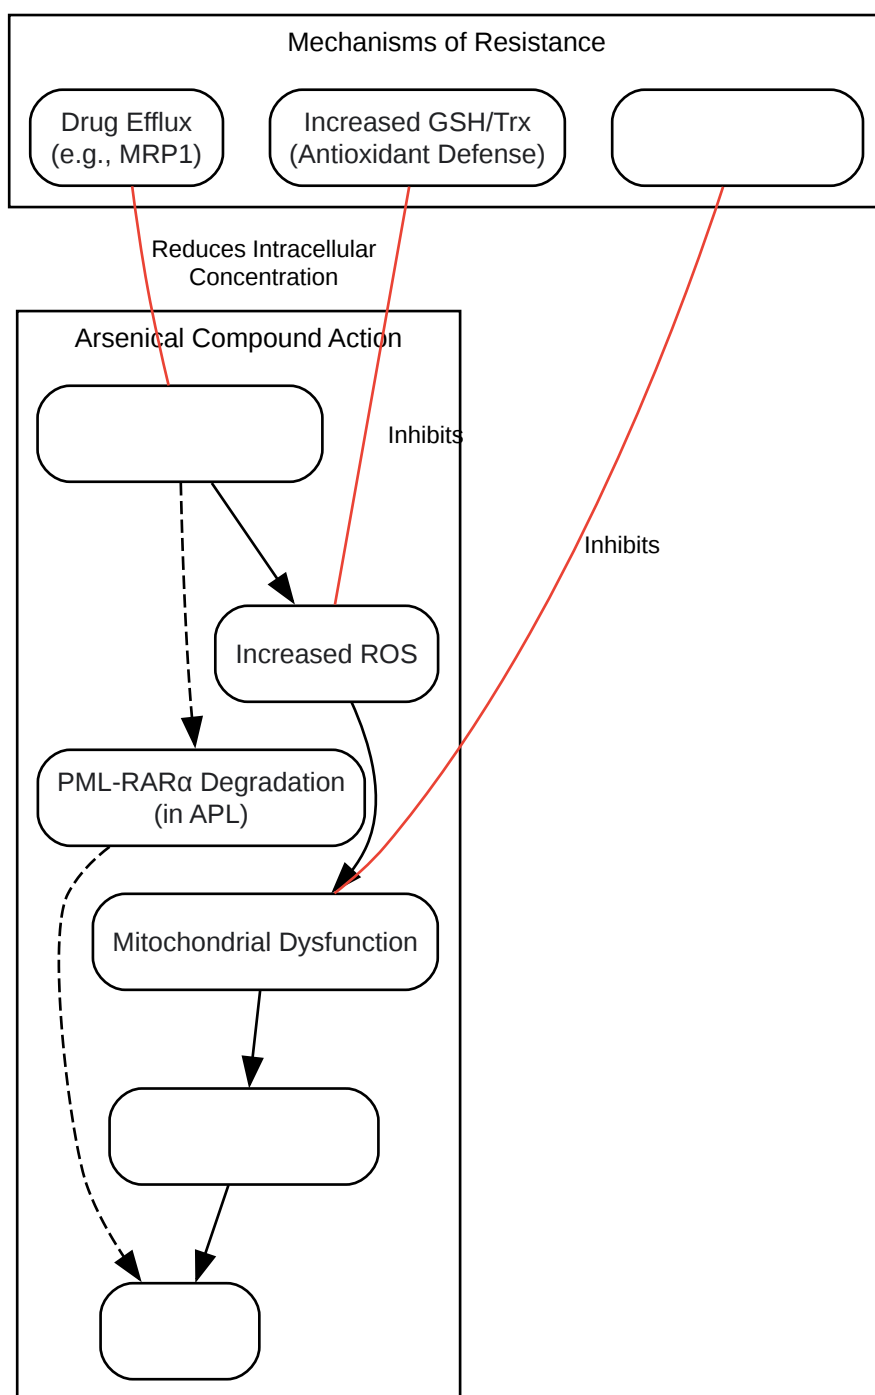 Mechanisms of Resistance
Drug Efflux
(e.g., MRP1)
Increased GSH/Trx
(Antioxidant Defense)
Reduces Intracellular
Concentration
Arsenical Compound Action
Inhibits
Inhibits
Increased ROS
PML-RARα Degradation
(in APL)
Mitochondrial Dysfunction